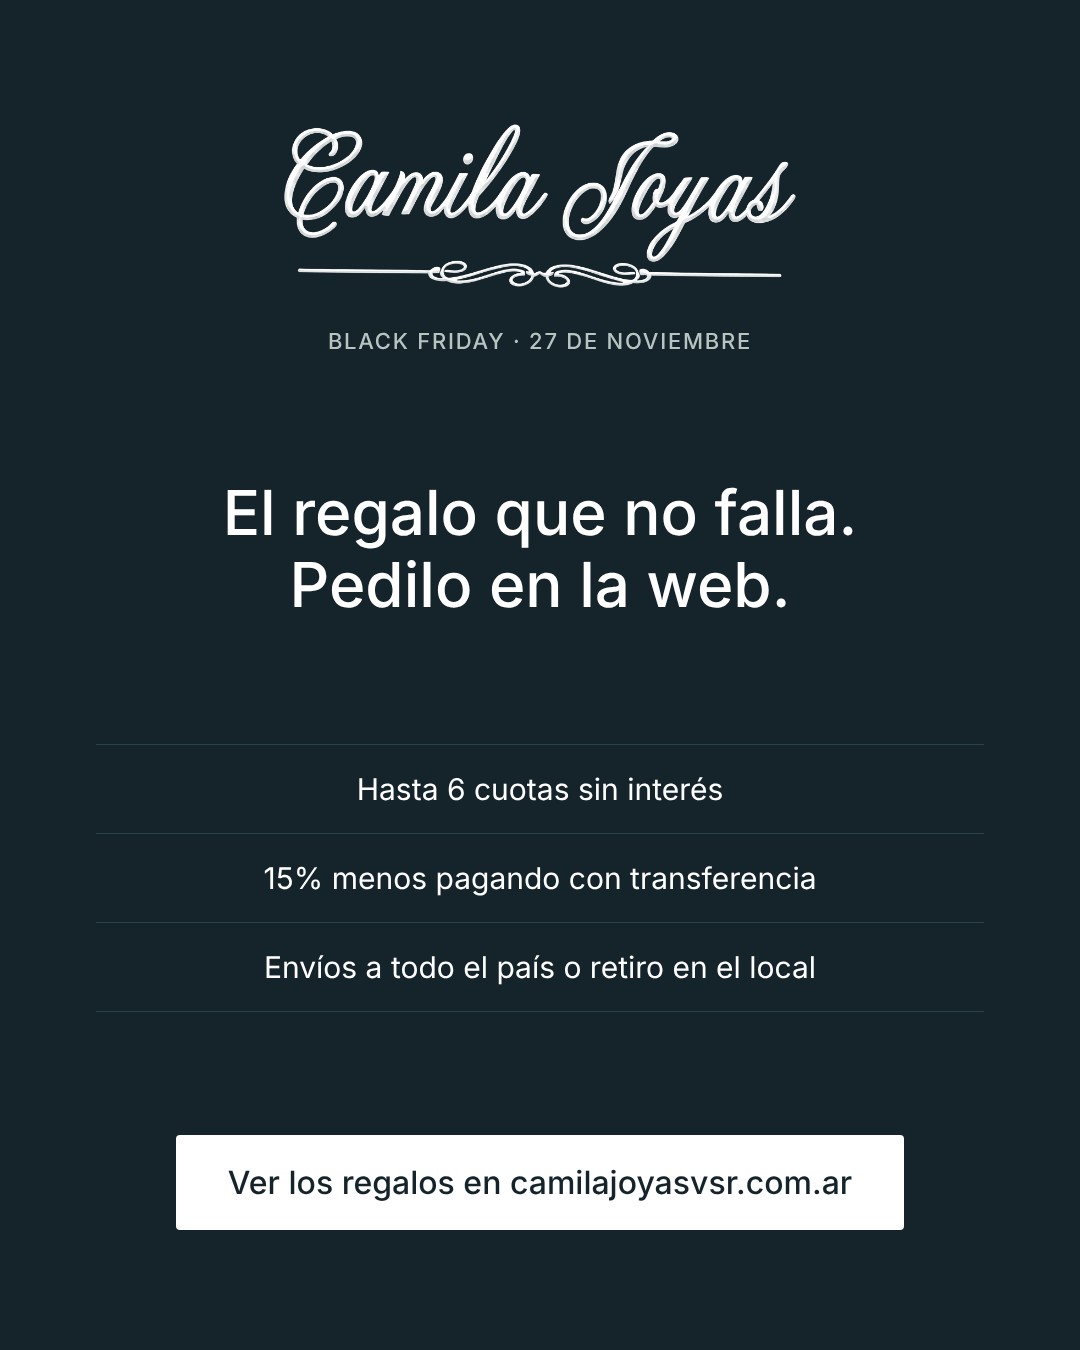 Camila Joyas
BLACK FRIDAY · 27 DE NOVIEMBRE
El regalo que no falla.
Pedilo en la web.
Hasta 6 cuotas sin interés
15% menos pagando con transferencia
Envíos a todo el país o retiro en el local
Ver los regalos en camilajoyasvsr.com.ar